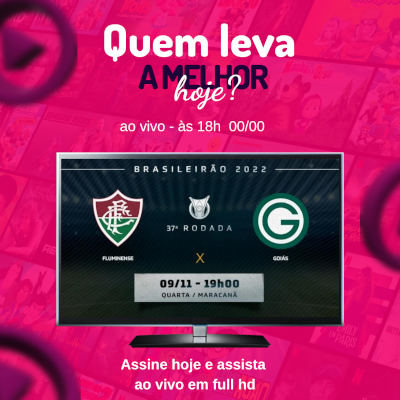 Quem leva
A MELHOR
hoje?
ao vivo - às 18h 00/00
BRASILEIRÃO 2022
37ª RODADA
FLUMINENSE
X
GOIÁS
09/11 - 19h00
QUARTA / MARACANÃ
Assine hoje e assista
ao vivo em full hd